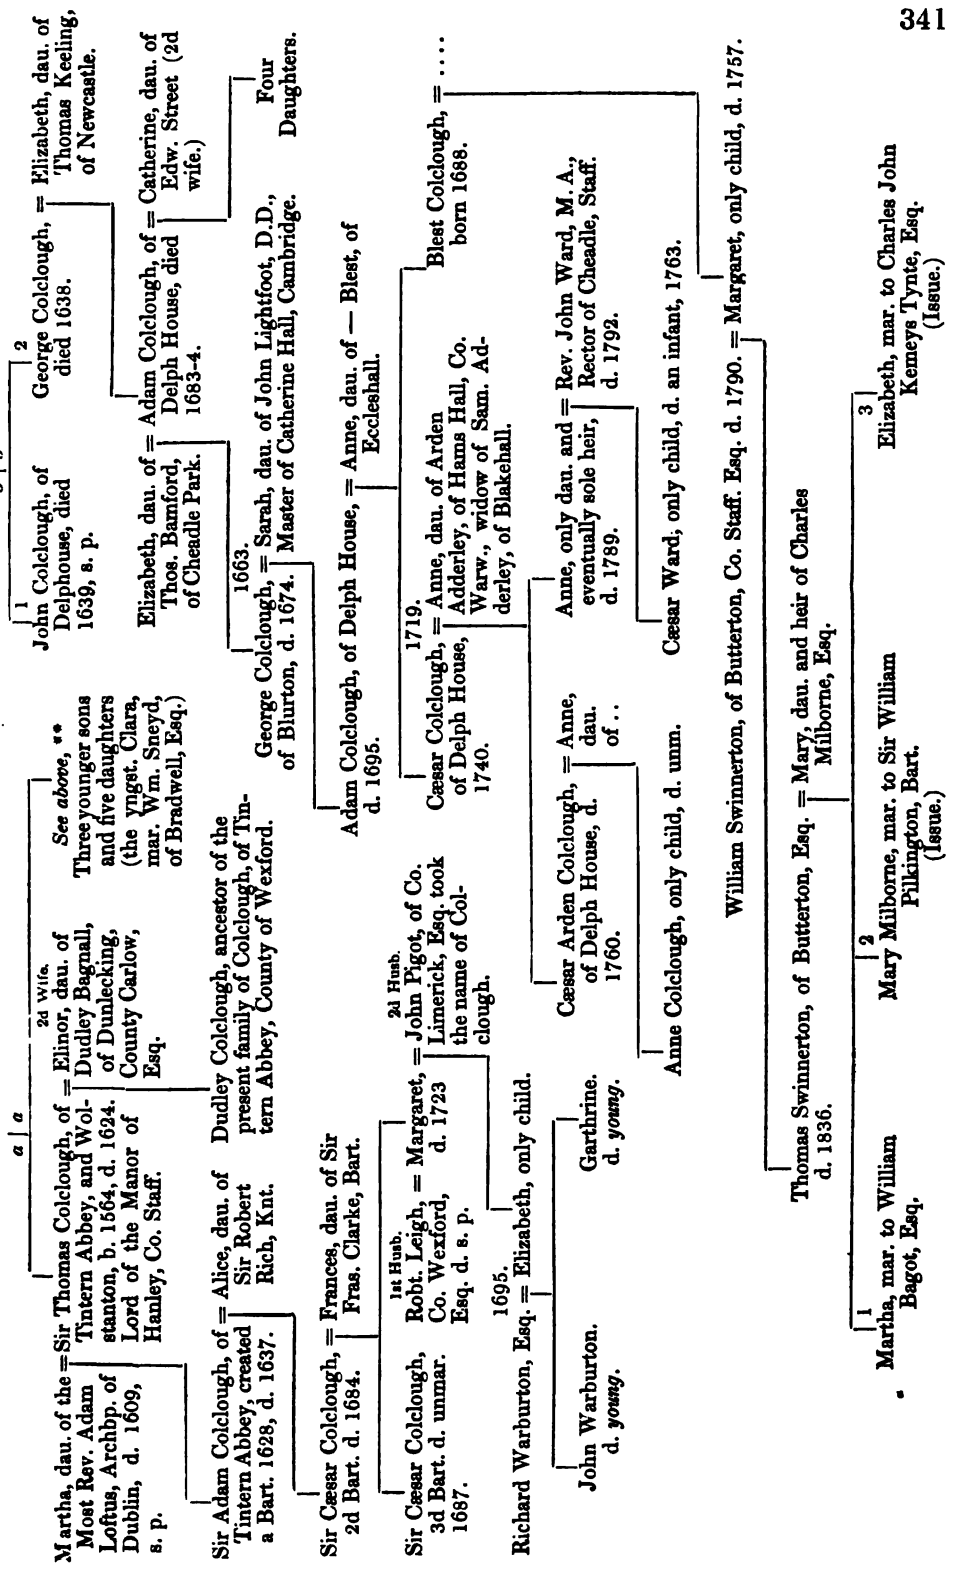 341
a | a
Martha, dau. of the
Most Rev. Adam
Loftus, Archbp. of
Dublin, d. 1609,
s. p.
=Sir Thomas Colclough, of
Tintern Abbey, and Wol-
stanton, b. 1564, d. 1624.
Lord of the Manor of
Hanley, Co. Staff.
2d Wife.
= Elinor, dau. of
Dudley Bagnall,
of Dunlecking,
County Carlow,
Esq.
See above, **
Three younger sons
and five daughters
(the yngst. Clara,
mar. Wm. Sneyd,
of Bradwell, Esq.)
1
John Colclough, of
Delphouse, died
1639, s. p.
2
George Colclough,
died 1638.
= Elizabeth, dau. of
Thomas Keeling,
of Newcastle.
Elizabeth, dau. of
Thos. Bamford,
of Cheadle Park.
= Adam Colclough, of
Delph House, died
1683-4.
= Catherine, dau. of
Edw. Street (2d
wife.)
Sir Adam Colclough, of
Tintern Abbey, created
a Bart. 1628, d. 1637.
= Alice, dau. of
Sir Robert
Rich, Knt.
Dudley Colclough, ancestor of the
present family of Colclough, of Tin-
tern Abbey, County of Wexford.
1663.
George Colclough,
of Blurton, d. 1674.
= Sarah, dau. of John Lightfoot, D.D.,
Master of Catherine Hall, Cambridge.
Four
Daughters.
Sir Cæsar Colclough,
2d Bart. d. 1684.
= Frances, dau. of Sir
Fras. Clarke, Bart.
Adam Colclough, of Delph House,
d. 1695.
= Anne, dau. of — Blest, of
Eccleshall.
Sir Cæsar Colclough,
3d Bart. d. unmar.
1687.
1st Husb.
Robt. Leigh,
Co. Wexford,
Esq. d. s. p.
= Margaret,
d. 1723
2d Husb.
= John Pigot, of Co.
Limerick, Esq. took
the name of Col-
clough.
1719.
Cæsar Colclough,
of Delph House,
1740.
= Anne, dau. of Arden
Adderley, of Hams Hall, Co.
Warw., widow of Sam. Ad-
derley, of Blakehall.
Blest Colclough,
born 1688.
= ....
1695.
Richard Warburton, Esq. = Elizabeth, only child.
Cæsar Arden Colclough,
of Delph House, d.
1760.
= Anne,
dau.
of ..
Anne, only dau. and
eventually sole heir,
d. 1789.
= Rev. John Ward, M. A.,
Rector of Cheadle, Staff.
d. 1792.
John Warburton.
d. young.
Garthrine.
d. young.
Anne Colclough, only child, d. unm.
Cæsar Ward; only child, d. an infant, 1763.
William Swinnerton, of Butterton, Co. Staff. Esq. d. 1790. = Margaret, only child, d. 1757.
Thomas Swinnerton, of Butterton, Esq.
d. 1836.
= Mary, dau. and heir of Charles
Milborne, Esq.
1
Martha, mar. to William
Bagot, Esq.
2
Mary Milborne, mar. to Sir William
Pilkington, Bart.
(Issue.)
3
Elizabeth, mar. to Charles John
Kemeys Tynte, Esq.
(Issue.)